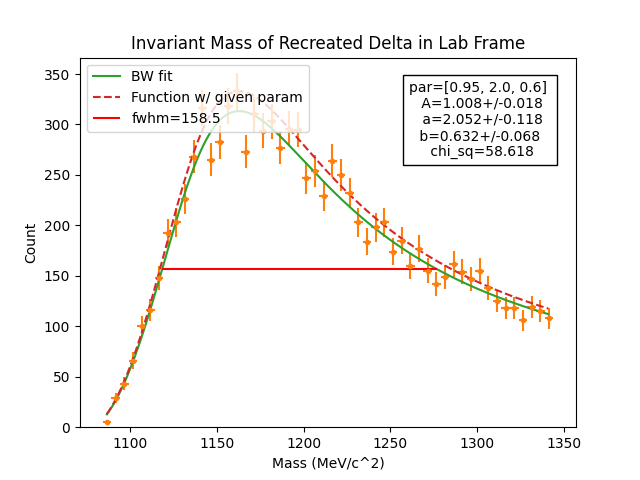 Invariant Mass of Recreated Delta in Lab Frame
BW fit
Function w/ given param
fwhm=158.5
par=[0.95, 2.0, 0.6]
A=1.008+/-0.018
a=2.052+/-0.118
b=0.632+/-0.068
chi_sq=58.618
Count
350
300
250
200
150
100
50
0
1100
1150
1200
1250
1300
1350
Mass (MeV/c^2)